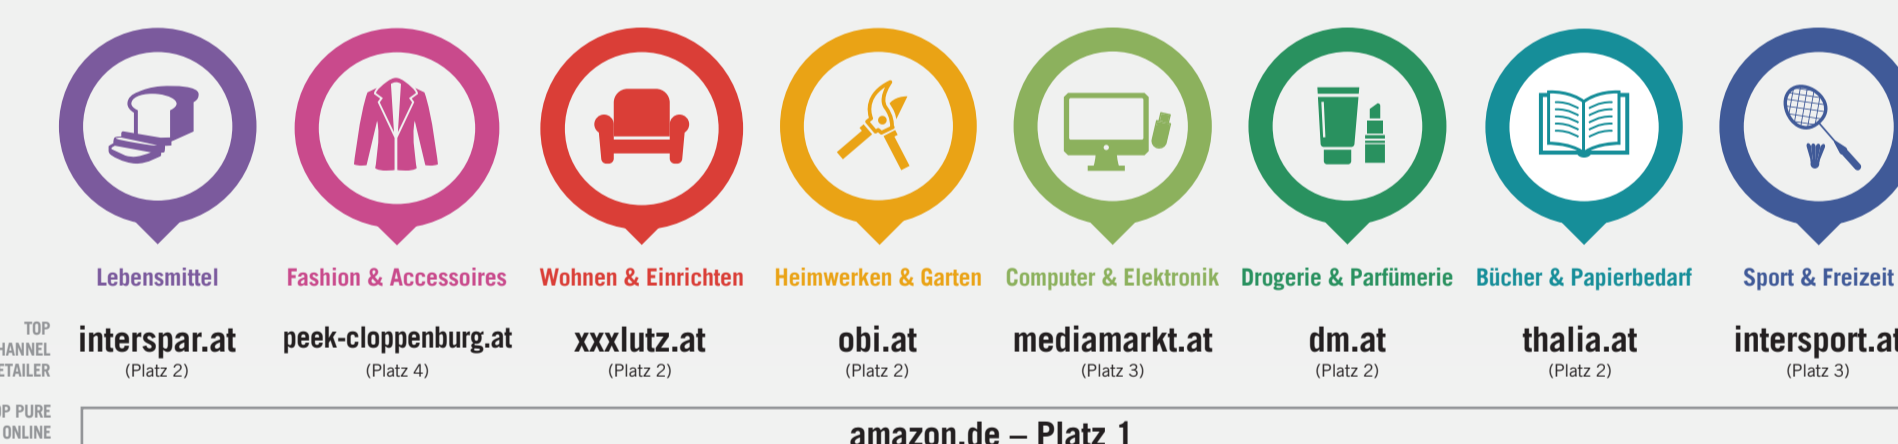 Lebensmittel
Fashion & Accessoires
Wohnen & Einrichten
Heimwerken & Garten
Computer & Elektronik
Drogerie & Parfümerie
Bücher & Papierbedarf
Sport & Freizeit
TOP
HANNEL
ETAILER
interspar.at
(Platz 2)
peek-cloppenburg.at
(Platz 4)
xxxlutz.at
(Platz 2)
obi.at
(Platz 2)
mediamarkt.at
(Platz 3)
dm.at
(Platz 2)
thalia.at
(Platz 2)
intersport.at
(Platz 3)
OP PURE
ONLINE
amazon.de – Platz 1